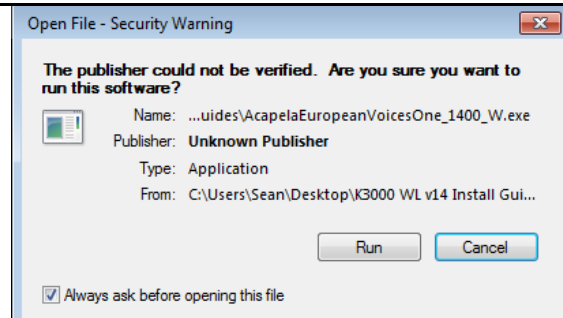 Open File - Security Warning
The publisher could not be verified.  Are you sure you want to
run this software?
Name: ...uides\AcapelaEuropeanVoicesOne_1400_W.exe
Publisher: Unknown Publisher
Type: Application
From: C:\Users\Sean\Desktop\K3000 WL v14 Install Gui...
Run Cancel
Always ask before opening this file